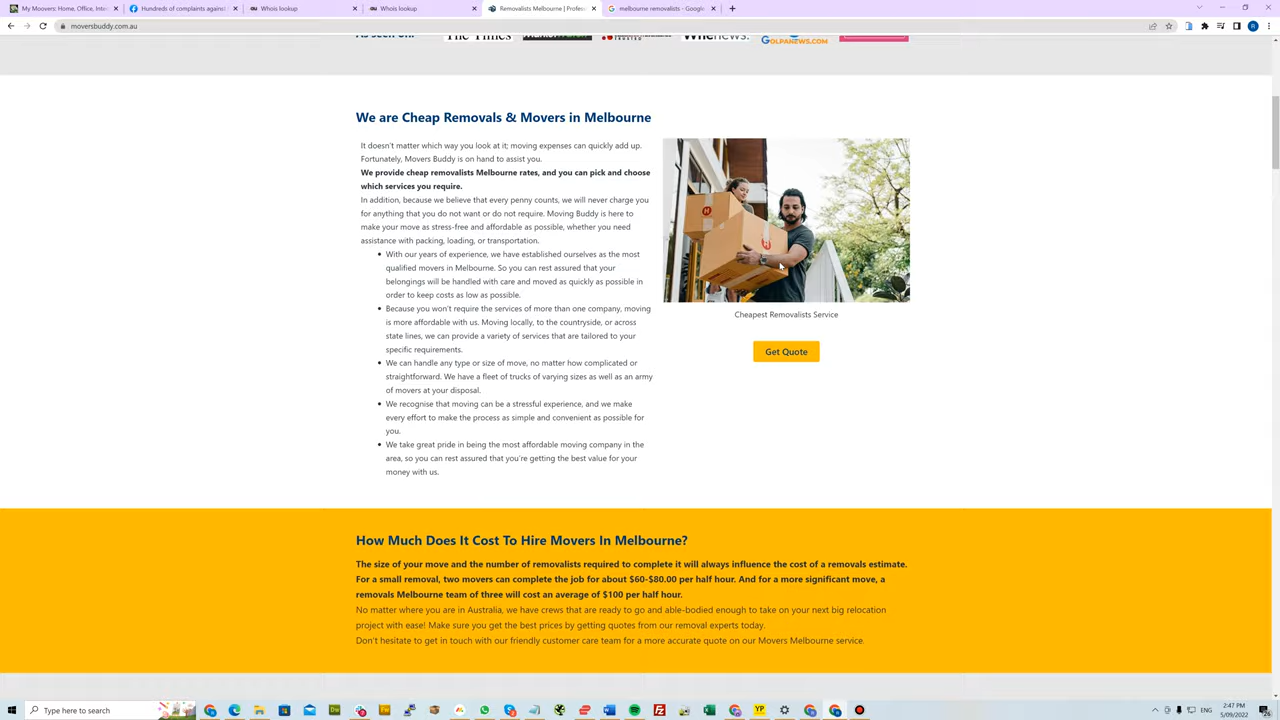 My Moovers: Home, Office, Inter
Hundreds of complaints agains
Whois lookup
Whois lookup
Removalists Melbourne | Profes
melbourne removalists - Google
moversbuddy.com.au
As seen On:
The Times
TRUSTED
OLPANEWS.COM
We are Cheap Removals & Movers in Melbourne
It doesn't matter which way you look at it; moving expenses can quickly add up.
Fortunately, Movers Buddy is on hand to assist you.
We provide cheap removalists Melbourne rates, and you can pick and choose
which services you require.
In addition, because we believe that every penny counts, we will never charge you
for anything that you do not want or do not require. Moving Buddy is here to
make your move as stress-free and affordable as possible, whether you need
assistance with packing, loading, or transportation.
With our years of experience, we have established ourselves as the most
qualified movers in Melbourne. So you can rest assured that your
belongings will be handled with care and moved as quickly as possible in
order to keep costs as low as possible.
Because you won't require the services of more than one company, moving
is more affordable with us. Moving locally, to the countryside, or across
state lines, we can provide a variety of services that are tailored to your
specific requirements.
We can handle any type or size of move, no matter how complicated or
straightforward. We have a fleet of trucks of varying sizes as well as an army
of movers at your disposal.
We recognise that moving can be a stressful experience, and we make
every effort to make the process as simple and convenient as possible for
you.
We take great pride in being the most affordable moving company in the
area, so you can rest assured that you're getting the best value for your
money with us.
Cheapest Removalists Service
Get Quote
How Much Does It Cost To Hire Movers In Melbourne?
The size of your move and the number of removalists required to complete it will always influence the cost of a removals estimate.
For a small removal, two movers can complete the job for about $60-$80.00 per half hour. And for a more significant move, a
removals Melbourne team of three will cost an average of $100 per half hour.
No matter where you are in Australia, we have crews that are ready to go and able-bodied enough to take on your next big relocation
project with ease! Make sure you get the best prices by getting quotes from our removal experts today.
Don't hesitate to get in touch with our friendly customer care team for a more accurate quote on our Movers Melbourne service.
Type here to search
2:47 PM
5/09/2022